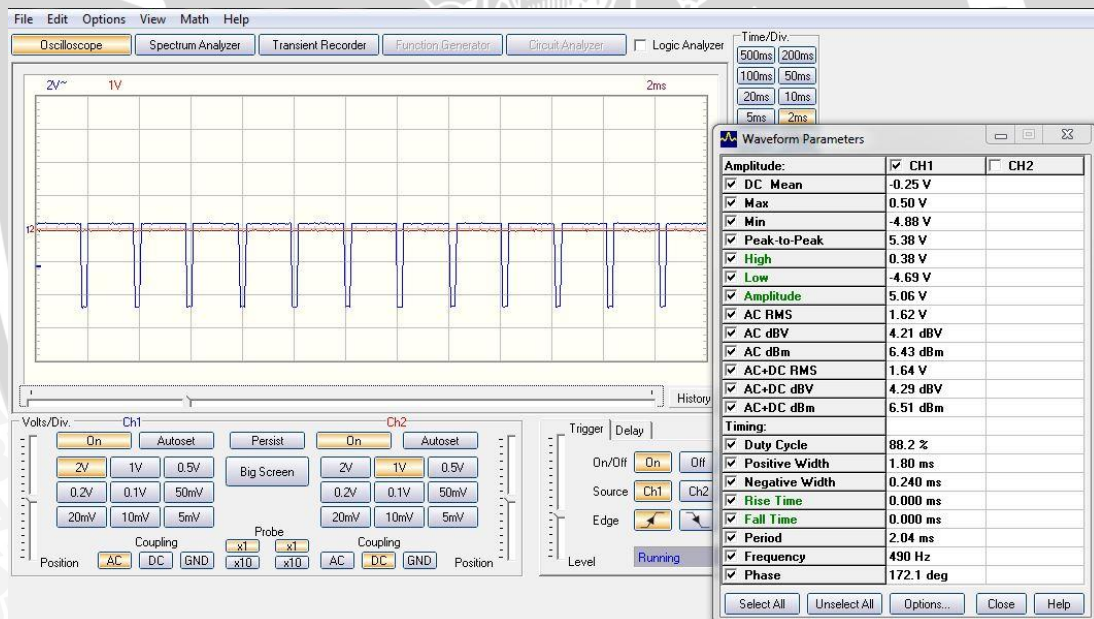 File Edit Options View Math Help
Oscilloscope Spectrum Analyzer Transient Recorder Function Generator Circuit Analyzer Logic Analyzer
Time/Div.
500ms 200ms
100ms 50ms
20ms 10ms
5ms 2ms
2V~ 1V 2ms
12
History
Volts/Div. Ch1 Ch2
On Autoset Persist On Autoset
2V 1V 0.5V Big Screen 2V 1V 0.5V
0.2V 0.1V 50mV 0.2V 0.1V 50mV
20mV 10mV 5mV 20mV 10mV 5mV
Probe
Coupling x1 x1 Coupling
Position AC DC GND x10 x10 AC DC GND Position
Trigger Delay
On/Off On Off
Source Ch1 Ch2
Edge
Level Running
Waveform Parameters
Amplitude: CH1 CH2
DC Mean -0.25 V
Max 0.50 V
Min -4.88 V
Peak-to-Peak 5.38 V
High 0.38 V
Low -4.69 V
Amplitude 5.06 V
AC RMS 1.62 V
AC dBV 4.21 dBV
AC dBm 6.43 dBm
AC+DC RMS 1.64 V
AC+DC dBV 4.29 dBV
AC+DC dBm 6.51 dBm
Timing:
Duty Cycle 88.2 %
Positive Width 1.80 ms
Negative Width 0.240 ms
Rise Time 0.000 ms
Fall Time 0.000 ms
Period 2.04 ms
Frequency 490 Hz
Phase 172.1 deg
Select All Unselect All Options... Close Help